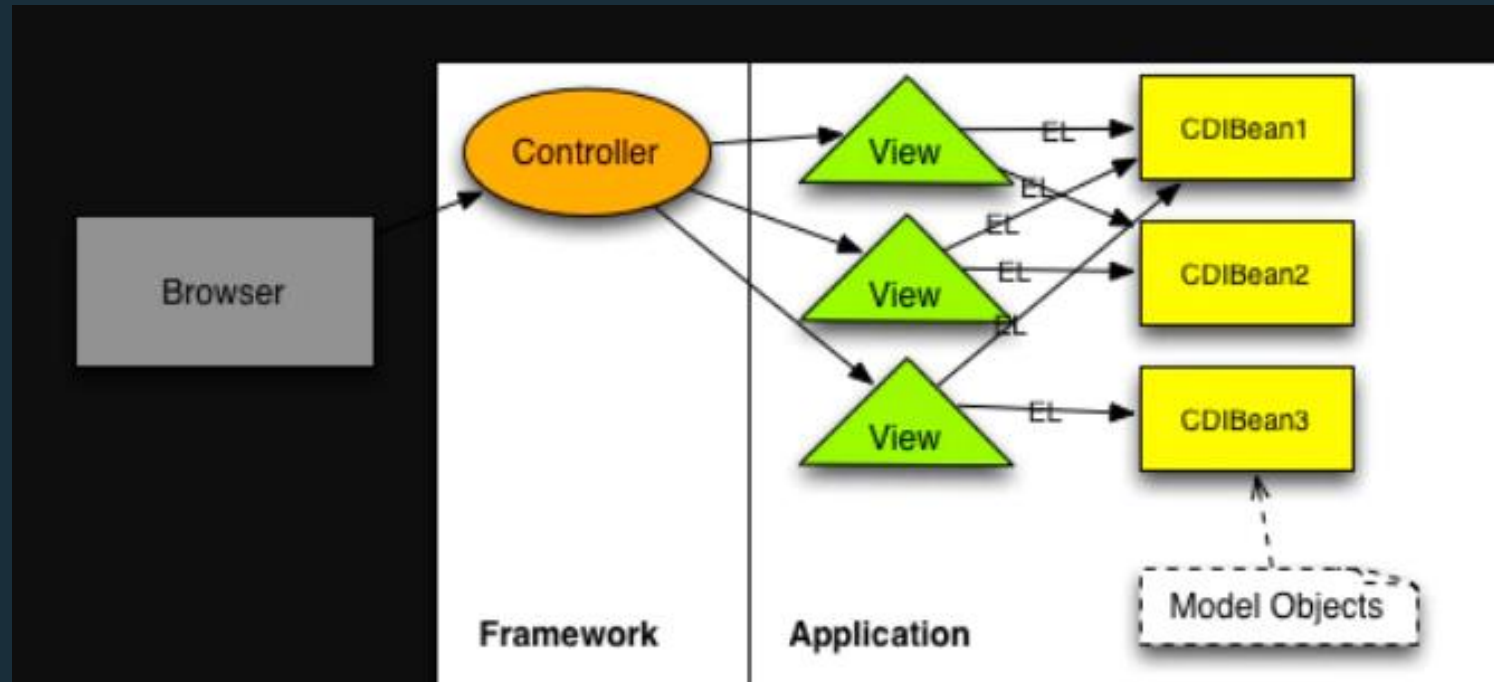 Controller
View
EL
CDIBean1
EL
EL
Browser
View
EL
CDIBean2
EL
View
EL
CDIBean3
Model Objects
Framework
Application